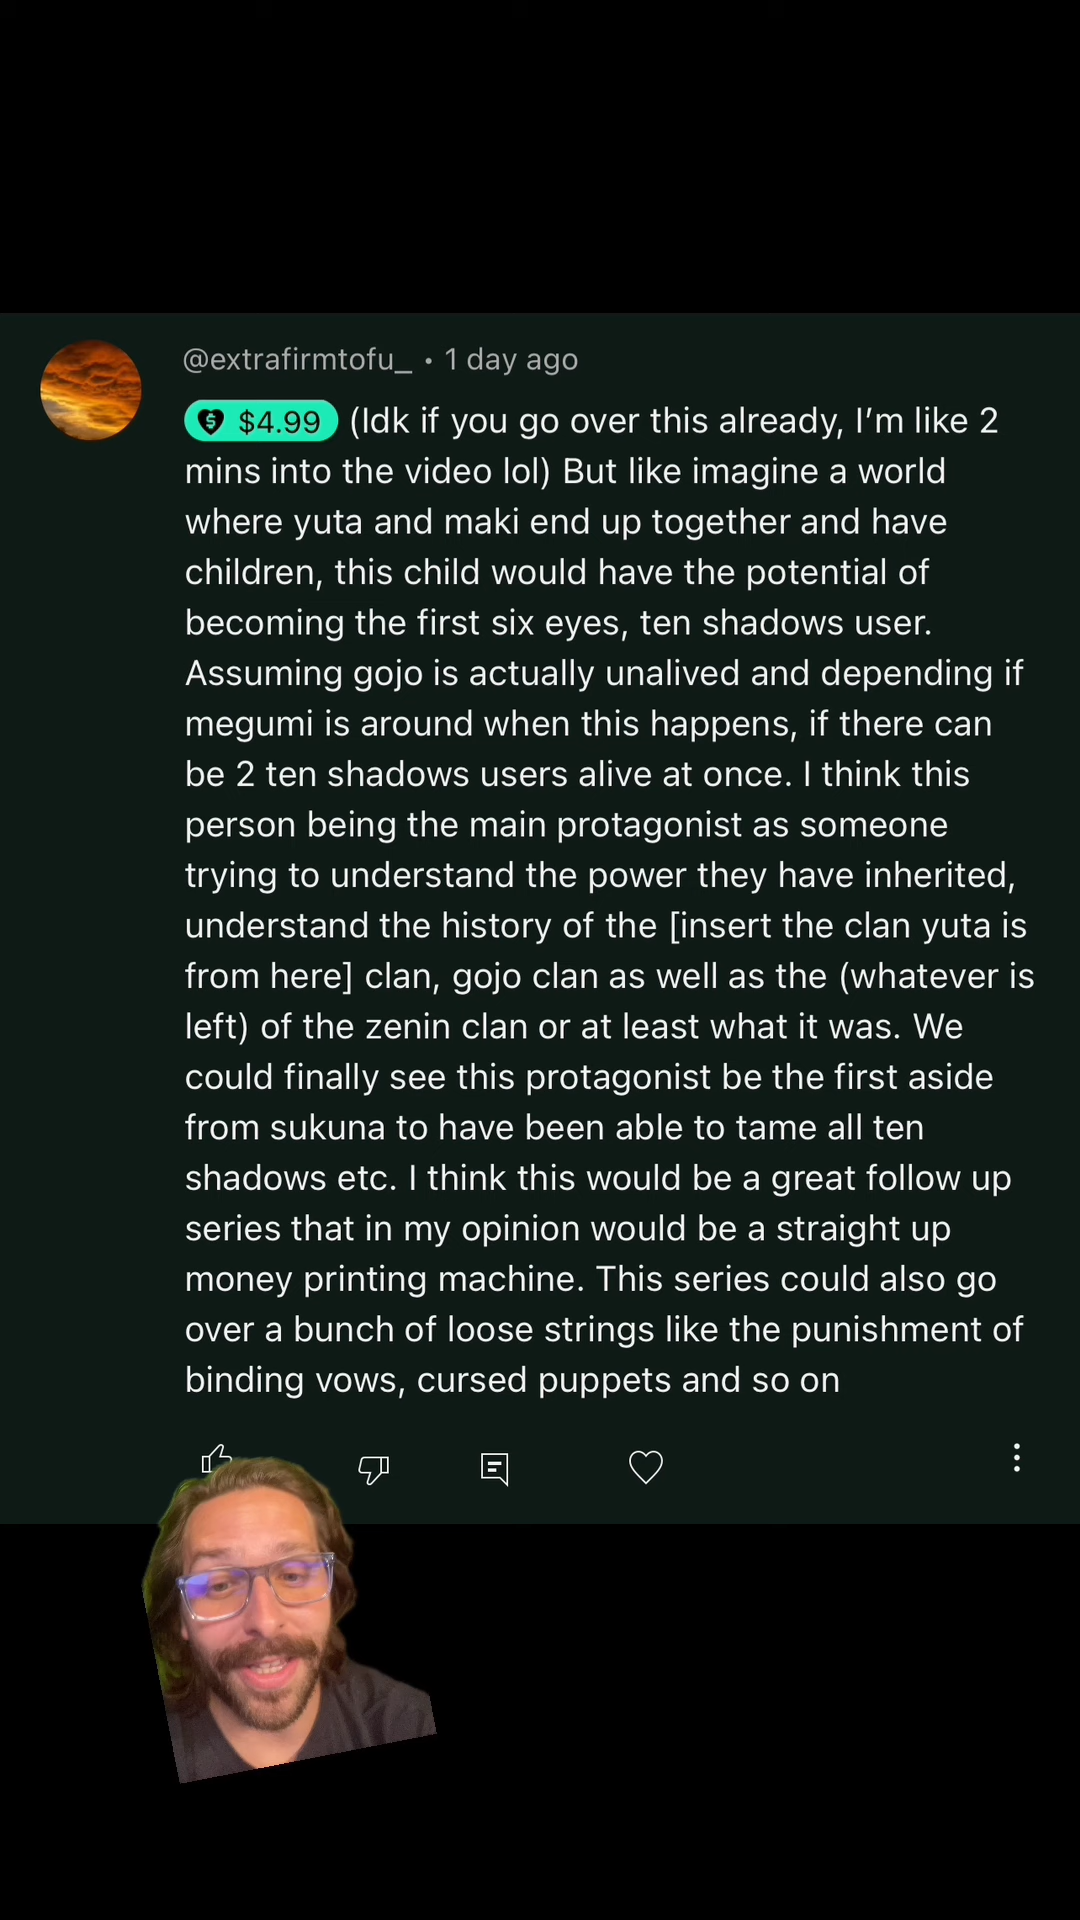 @extrafirmtofu_ • 1 day ago
$4.99 (Idk if you go over this already, I’m like 2
mins into the video lol) But like imagine a world
where yuta and maki end up together and have
children, this child would have the potential of
becoming the first six eyes, ten shadows user.
Assuming gojo is actually unalived and depending if
megumi is around when this happens, if there can
be 2 ten shadows users alive at once. I think this
person being the main protagonist as someone
trying to understand the power they have inherited,
understand the history of the [insert the clan yuta is
from here] clan, gojo clan as well as the (whatever is
left) of the zenin clan or at least what it was. We
could finally see this protagonist be the first aside
from sukuna to have been able to tame all ten
shadows etc. I think this would be a great follow up
series that in my opinion would be a straight up
money printing machine. This series could also go
over a bunch of loose strings like the punishment of
binding vows, cursed puppets and so on